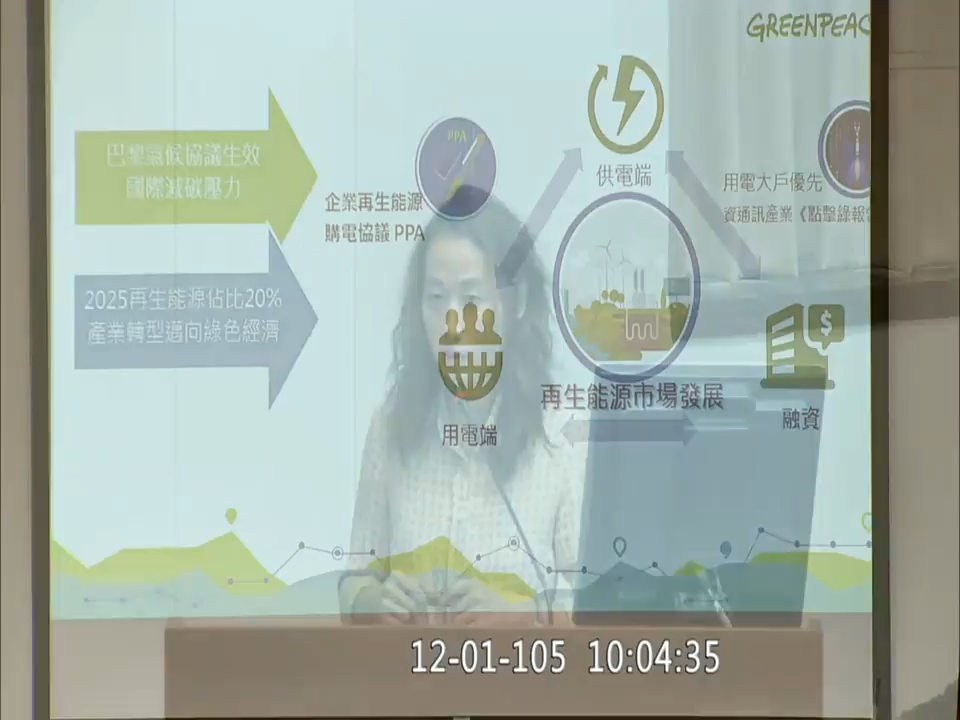 GREENPEAC
巴黎氣候協議生效
國際減碳壓力
PPA
企業再生能源
購電協議 PPA
供電端
用電大戶優先
資通訊產業《點擊綠報
2025再生能源佔比20%
產業轉型邁向綠色經濟
$
再生能源市場發展
用電端
融資
12-01-105 10:04:35